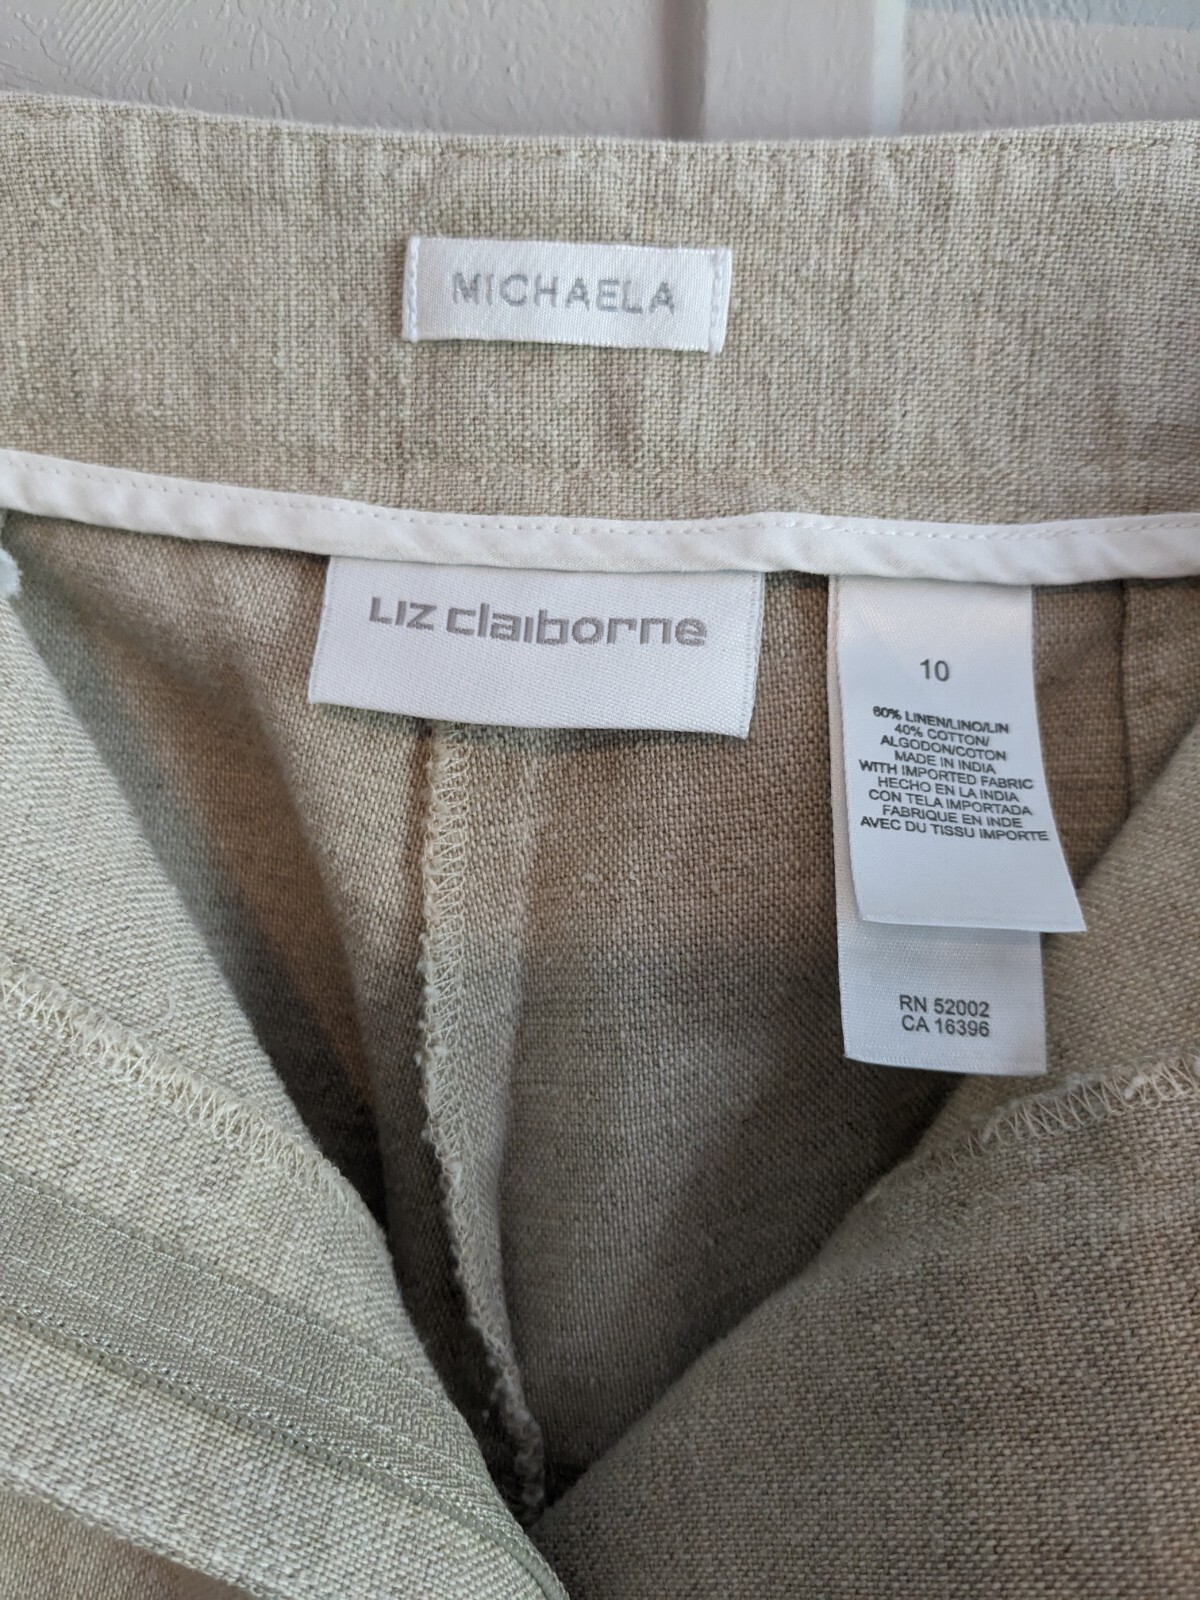 MICHAELA
LIZ claiborne
10
60% LINEN/LINO/LIN
40% COTTON/
ALGODON/COTON
MADE IN INDIA
WITH IMPORTED FABRIC
HECHO EN LA INDIA
CON TELA IMPORTADA
FABRIQUE EN INDE
AVEC DU TISSU IMPORTE
RN 52002
CA 16396